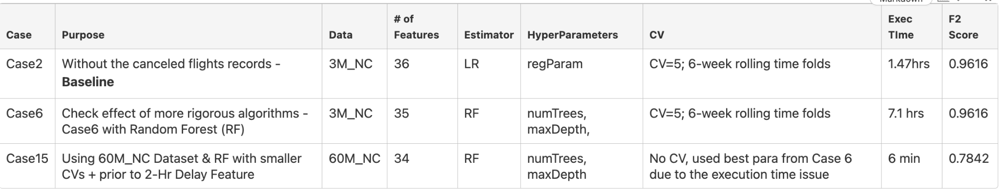 Markdown
Case Purpose Data # of Features Estimator HyperParameters CV Exec TIme F2 Score
Case2 Without the canceled flights records - Baseline 3M_NC 36 LR regParam CV=5; 6-week rolling time folds 1.47hrs 0.9616
Case6 Check effect of more rigorous algorithms - Case6 with Random Forest (RF) 3M_NC 35 RF numTrees, maxDepth, CV=5; 6-week rolling time folds 7.1 hrs 0.9616
Case15 Using 60M_NC Dataset & RF with smaller CVs + prior to 2-Hr Delay Feature 60M_NC 34 RF numTrees, maxDepth No CV, used best para from Case 6 due to the execution time issue 6 min 0.7842